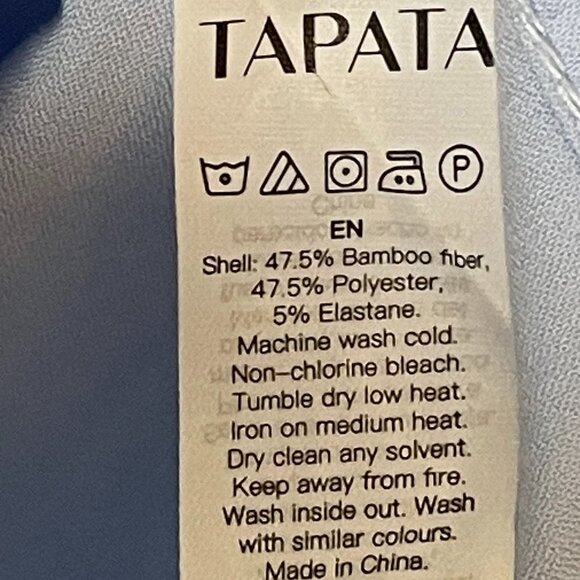 TAPATA
P
EN
Shell: 47.5% Bamboo fiber,
47.5% Polyester,
5% Elastane.
Machine wash cold.
Non-chlorine bleach.
Tumble dry low heat.
Iron on medium heat.
Dry clean any solvent.
Keep away from fire.
Wash inside out. Wash
with similar colours.
Made in China.